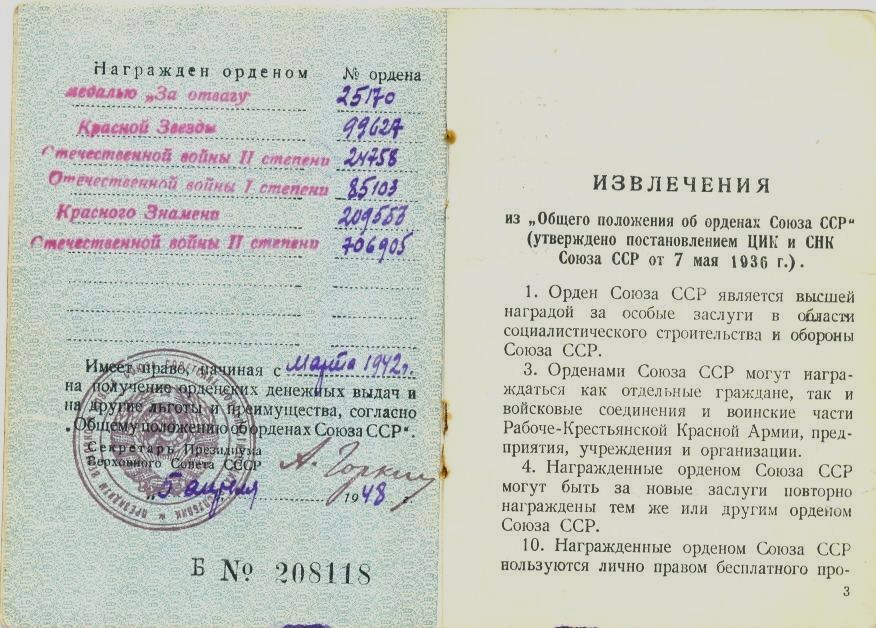 Награжден орденом № ордена
медалью „За отвагу 25170
Красной Звезды 99627
Отечественной войны II степени 24758
Отечественной войны I степени 85103
Красного Знамени 209553
Отечественной войны II степени 706905
Имеет право, начиная с марта 1942 г.
на получение орденских денежных выдач и
на другие льготы и преимущества, согласно
„Общему положению об орденах Союза ССР".
Секретарь Президиума
Верховного Совета СССР А. Горкин
„5 апреля 1948 г.
Б № 208118
ИЗВЛЕЧЕНИЯ
из „Общего положения об орденах Союза ССР"
(утверждено постановлением ЦИК и СНК
Союза ССР от 7 мая 1936 г.).
1. Орден Союза ССР является высшей
наградой за особые заслуги в области
социалистического строительства и обороны
Союза ССР.
3. Орденами Союза ССР могут награ-
ждаться как отдельные граждане, так и
войсковые соединения и воинские части
Рабоче-Крестьянской Красной Армии, пред-
приятия, учреждения и организации.
4. Награжденные орденом Союза ССР
могут быть за новые заслуги повторно
награждены тем же или другим орденом
Союза ССР.
10. Награжденные орденом Союза ССР
пользуются лично правом бесплатного про-
3